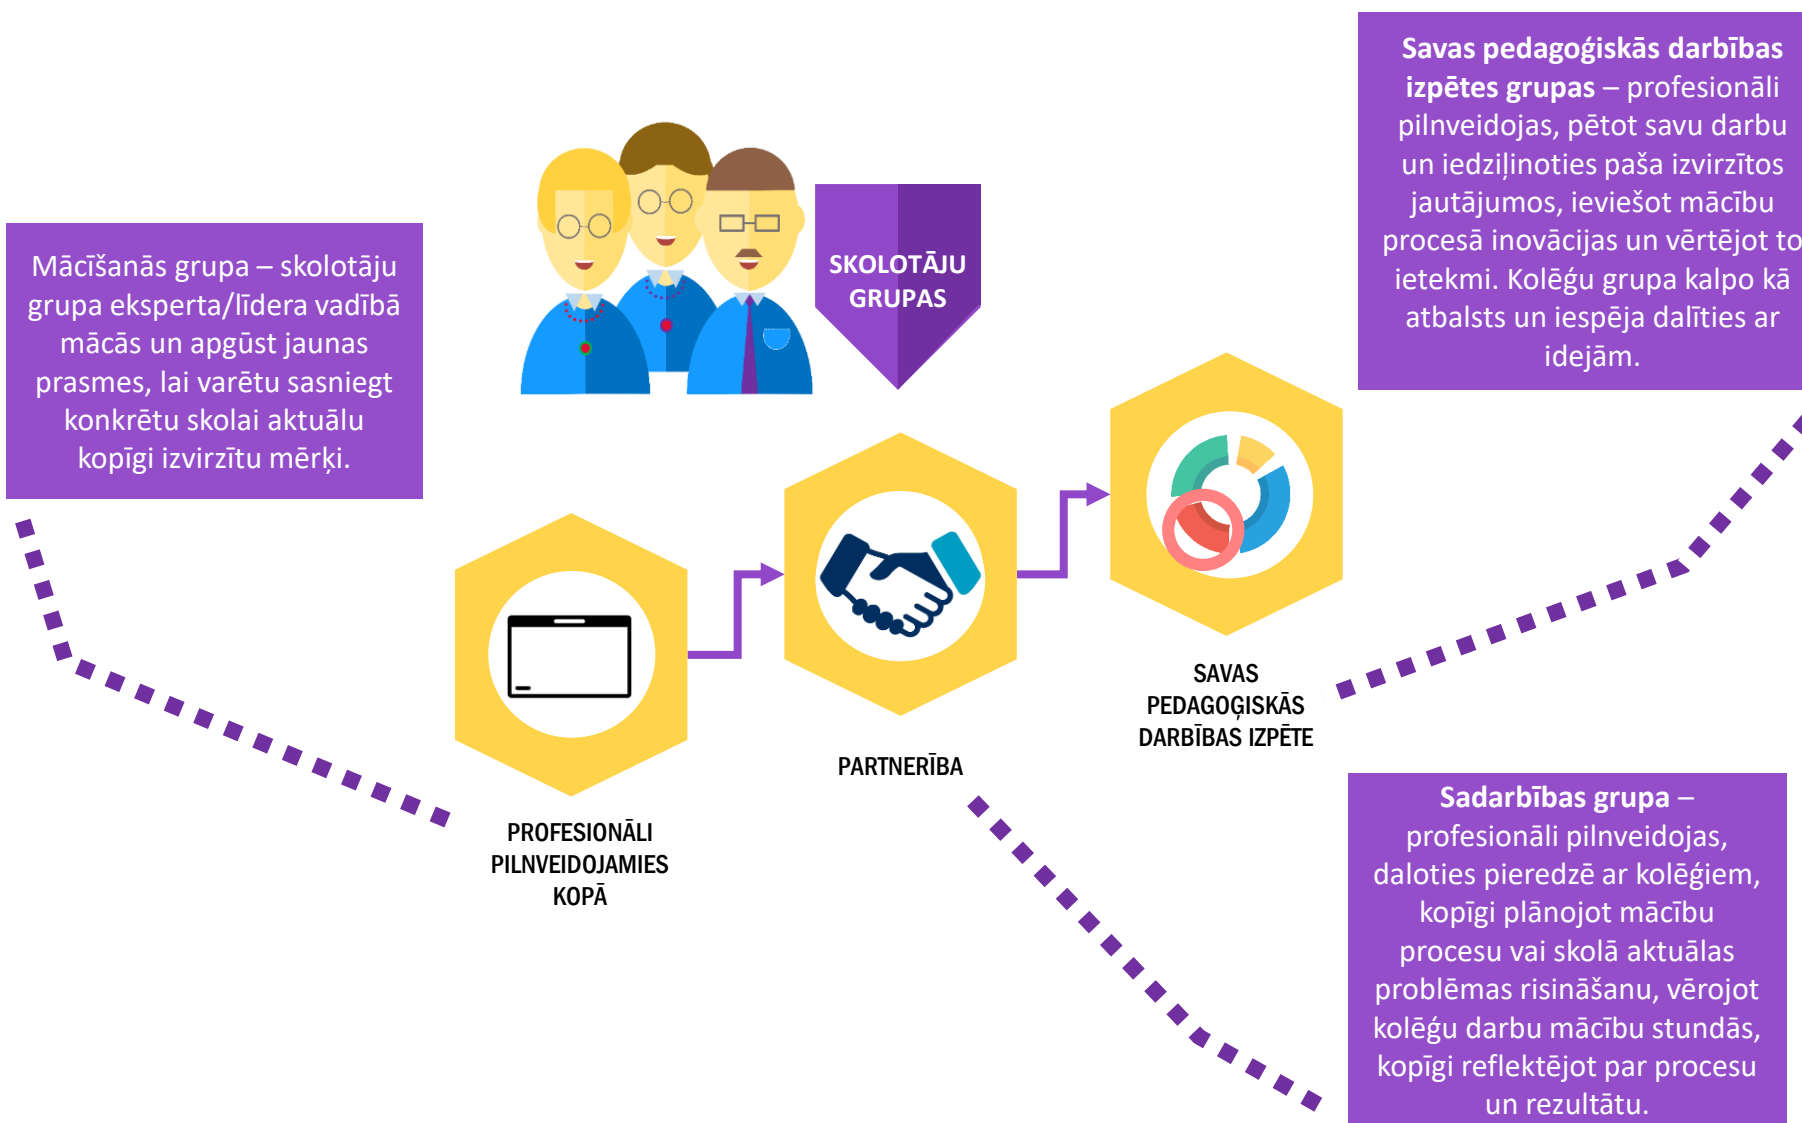 Mācīšanās grupa – skolotāju
grupa eksperta/līdera vadībā
mācās un apgūst jaunas
prasmes, lai varētu sasniegt
konkrētu skolai aktuālu
kopīgi izvirzītu mērķi.
SKOLOTĀJU
GRUPAS
Savas pedagoģiskās darbības
izpētes grupas – profesionāli
pilnveidojas, pētot savu darbu
un iedziļinoties paša izvirzītos
jautājumos, ieviešot mācību
procesā inovācijas un vērtējot to
ietekmi. Kolēģu grupa kalpo kā
atbalsts un iespēja dalīties ar
idejām.
PROFESIONĀLI
PILNVEIDOJAMIES
KOPĀ
PARTNERĪBA
SAVAS
PEDAGOĢISKĀS
DARBĪBAS IZPĒTE
Sadarbības grupa –
profesionāli pilnveidojas,
daloties pieredzē ar kolēģiem,
kopīgi plānojot mācību
procesu vai skolā aktuālas
problēmas risināšanu, vērojot
kolēģu darbu mācību stundās,
kopīgi reflektējot par procesu
un rezultātu.